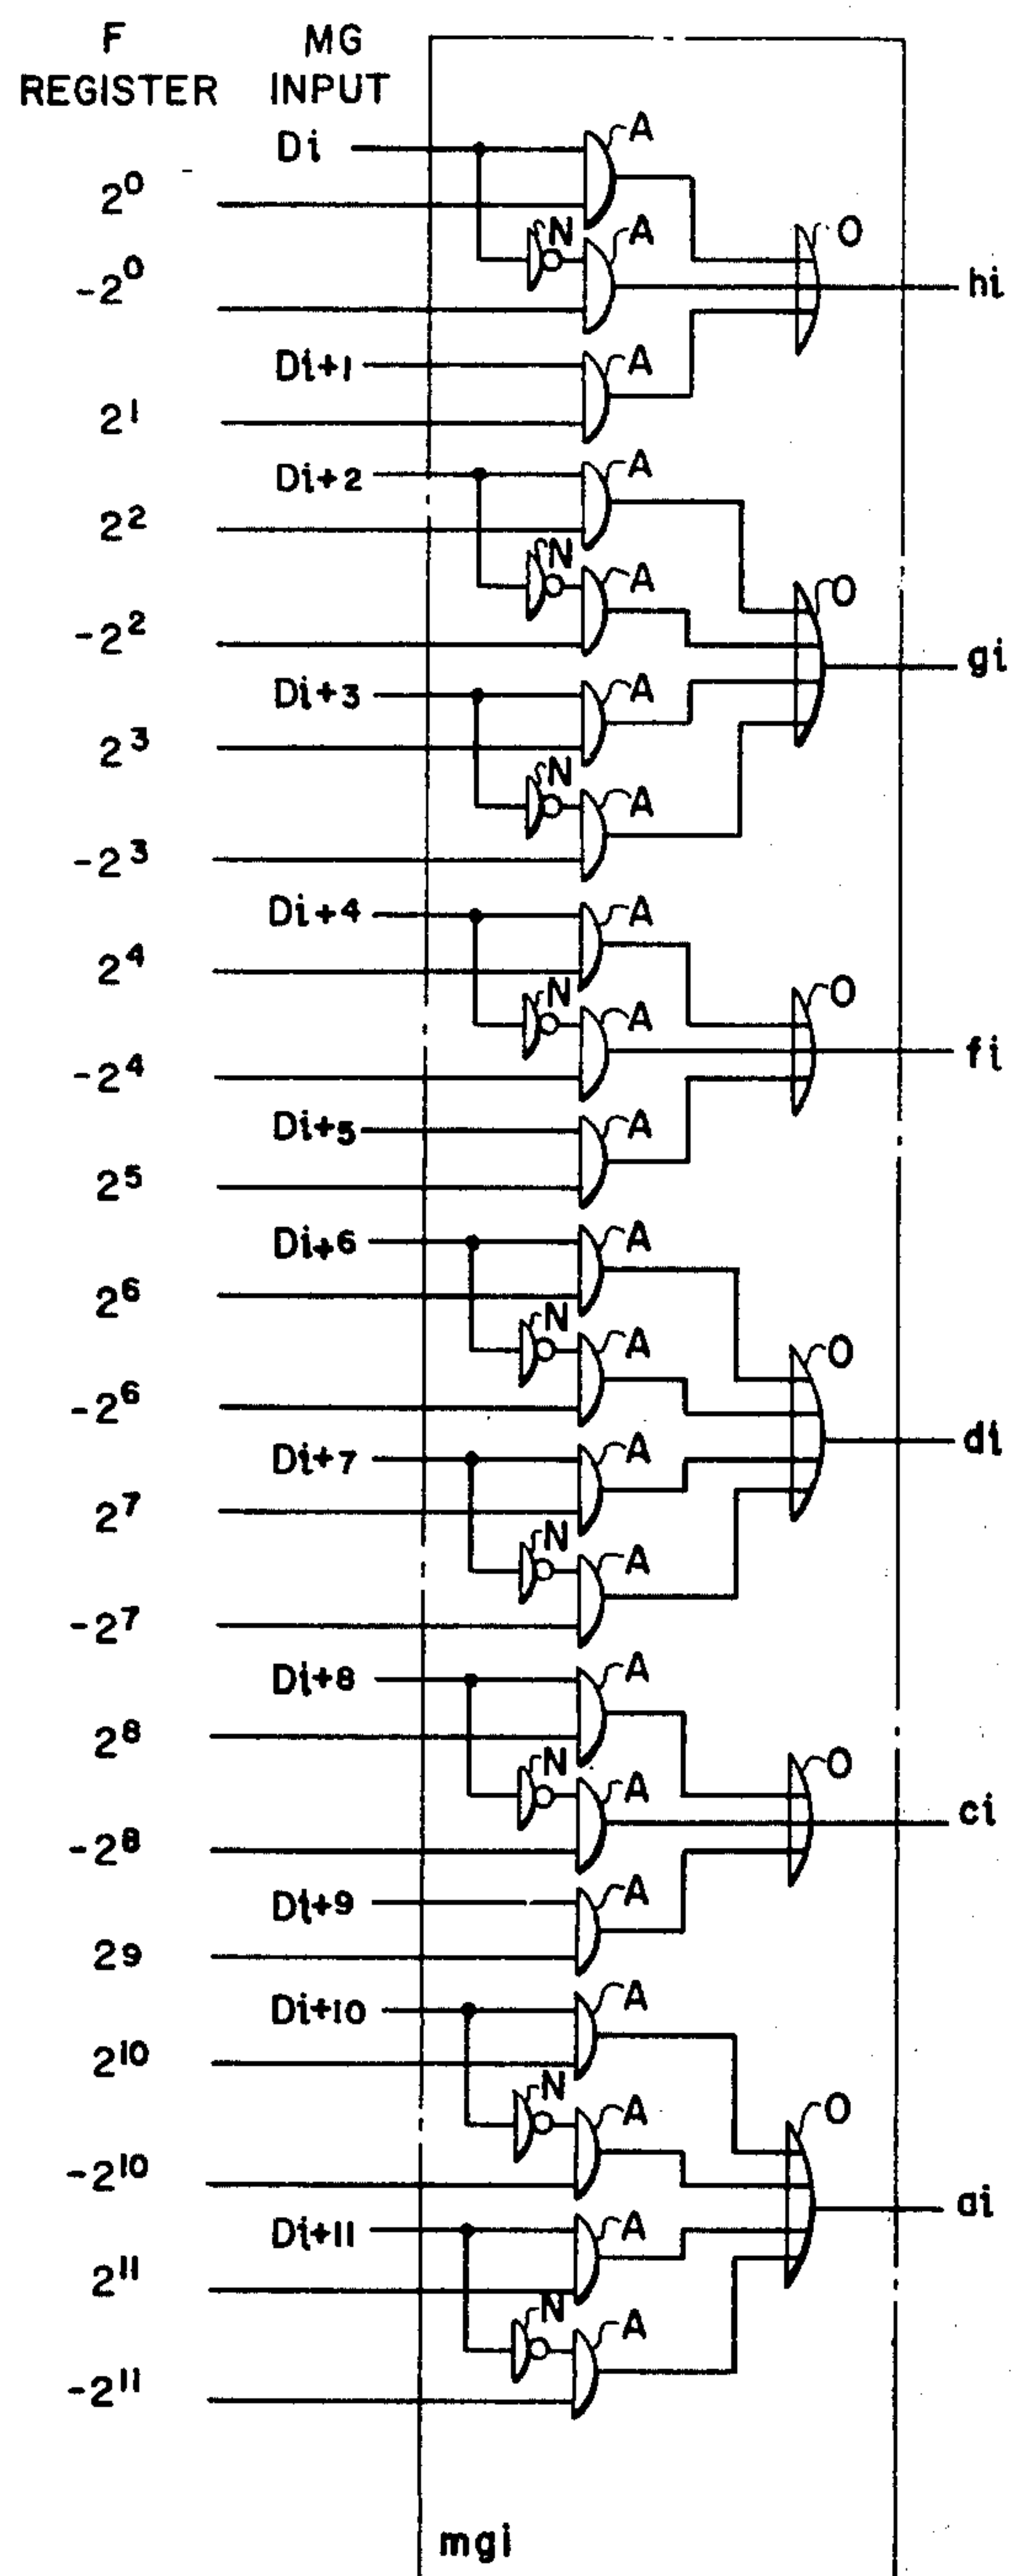 F MG
REGISTER INPUT
Di A
2⁰
N A O
-2⁰ hi
Di+1 A
2¹
Di+2 A
2²
N A O
-2² gi
Di+3 A
2³
N A
-2³
Di+4 A
2⁴
N A O
-2⁴ fi
Di+5 A
2⁵
Di+6 A
2⁶
N A O
-2⁶ di
Di+7 A
2⁷
N A
-2⁷
Di+8 A
2⁸
N A O
-2⁸ ci
Di+9 A
29
Di+10 A
2¹⁰
N A O
-2¹⁰ ai
Di+11 A
2¹¹
N A
-2¹¹
mgi